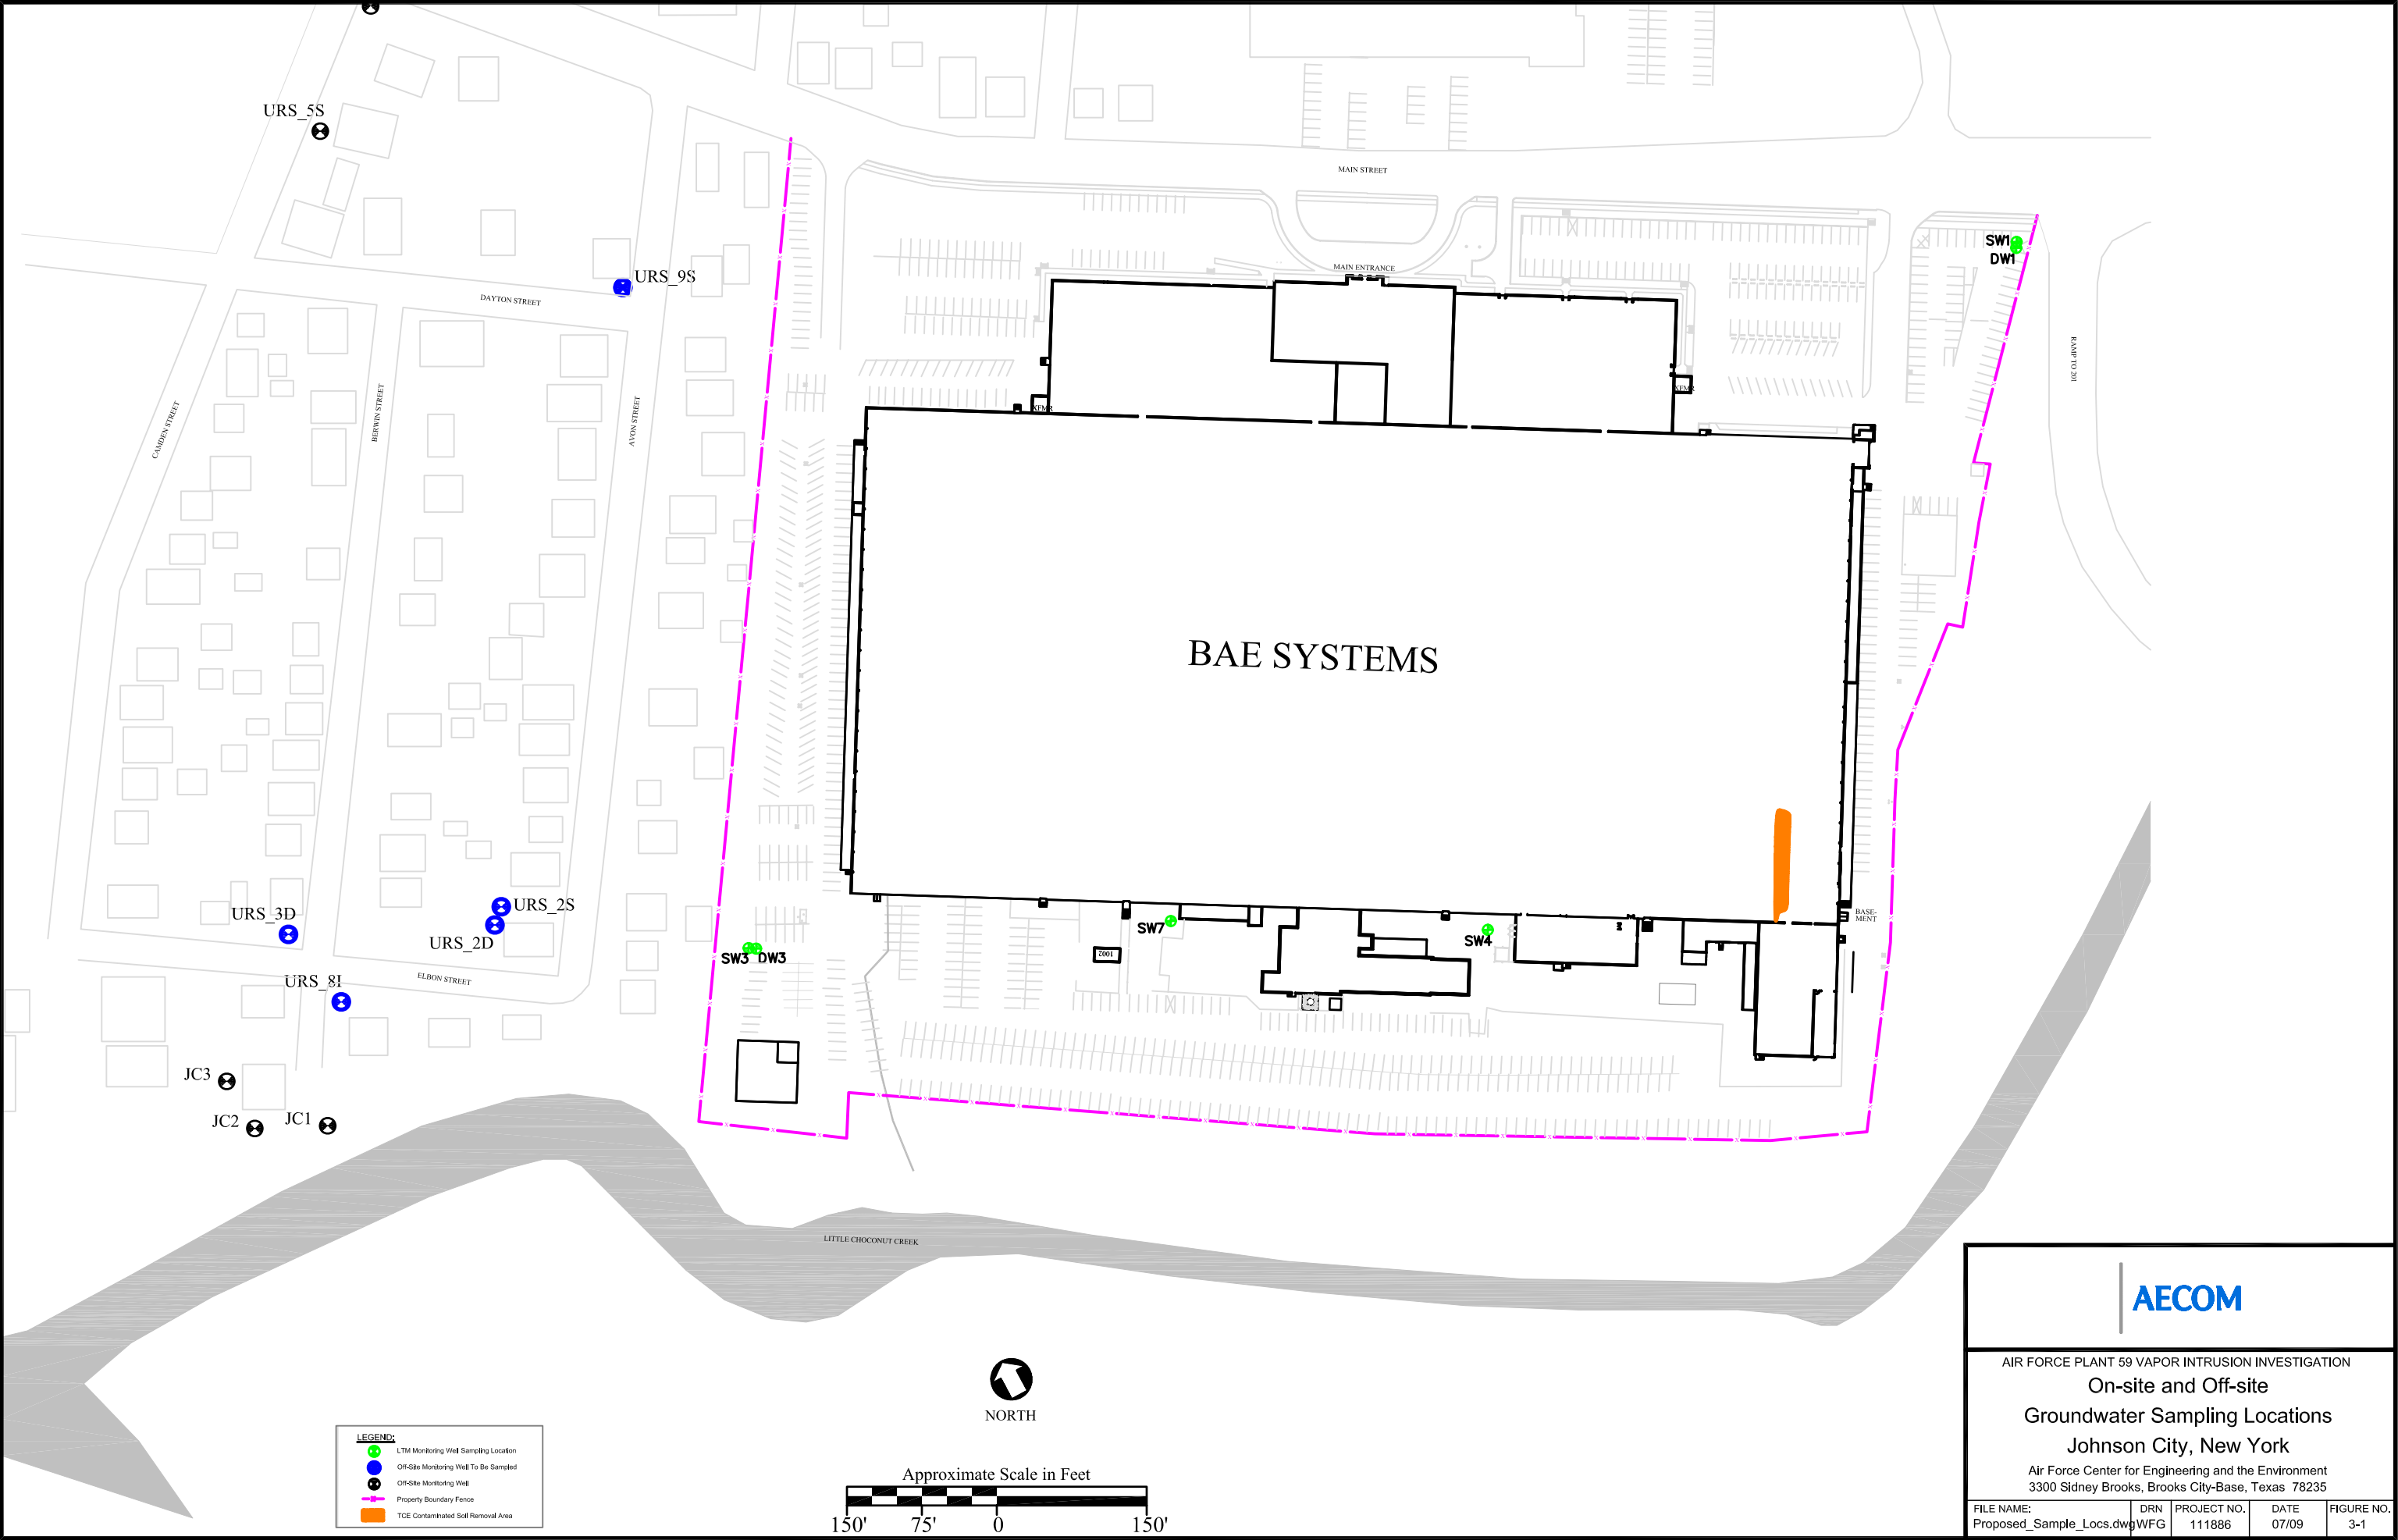 URS_5S
MAIN STREET
SW1
DW1
MAIN ENTRANCE
URS_9S
DAYTON STREET
RAMP TO 201
XFMR
XFMR
CAMDEN STREET
BERWIN STREET
AVON STREET
BAE SYSTEMS
URS_3D
URS_2S
URS_2D
SW7
SW4
BASE-
MENT
SW3 DW3
ELBON STREET
URS_8I
JC3
JC2
JC1
LITTLE CHOCONUT CREEK
NORTH
LEGEND:
LTM Monitoring Well Sampling Location
Off-Site Monitoring Well To Be Sampled
Off-Site Monitoring Well
Property Boundary Fence
TCE Contaminated Soil Removal Area
Approximate Scale in Feet
150' 75' 0 150'
AECOM
AIR FORCE PLANT 59 VAPOR INTRUSION INVESTIGATION
On-site and Off-site
Groundwater Sampling Locations
Johnson City, New York
Air Force Center for Engineering and the Environment
3300 Sidney Brooks, Brooks City-Base, Texas 78235
FILE NAME: DRN PROJECT NO. DATE FIGURE NO.
Proposed_Sample_Locs.dwg WFG 111886 07/09 3-1